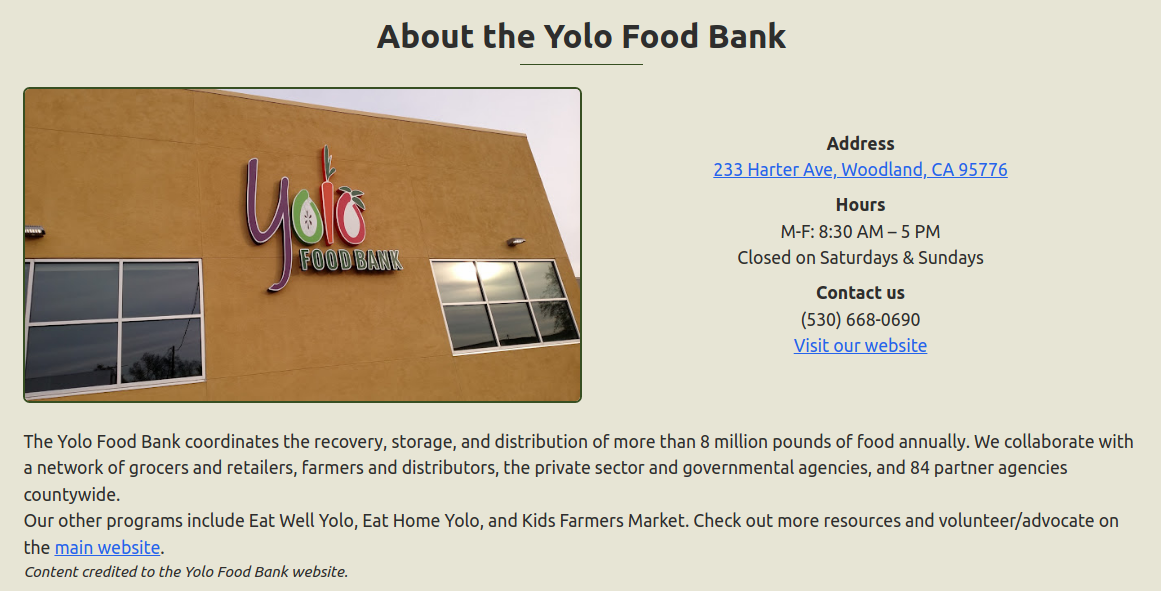 About the Yolo Food Bank
yolo
FOOD BANK
Address
233 Harter Ave, Woodland, CA 95776
Hours
M-F: 8:30 AM – 5 PM
Closed on Saturdays & Sundays
Contact us
(530) 668-0690
Visit our website
The Yolo Food Bank coordinates the recovery, storage, and distribution of more than 8 million pounds of food annually. We collaborate with
a network of grocers and retailers, farmers and distributors, the private sector and governmental agencies, and 84 partner agencies
countywide.
Our other programs include Eat Well Yolo, Eat Home Yolo, and Kids Farmers Market. Check out more resources and volunteer/advocate on
the main website.
Content credited to the Yolo Food Bank website.